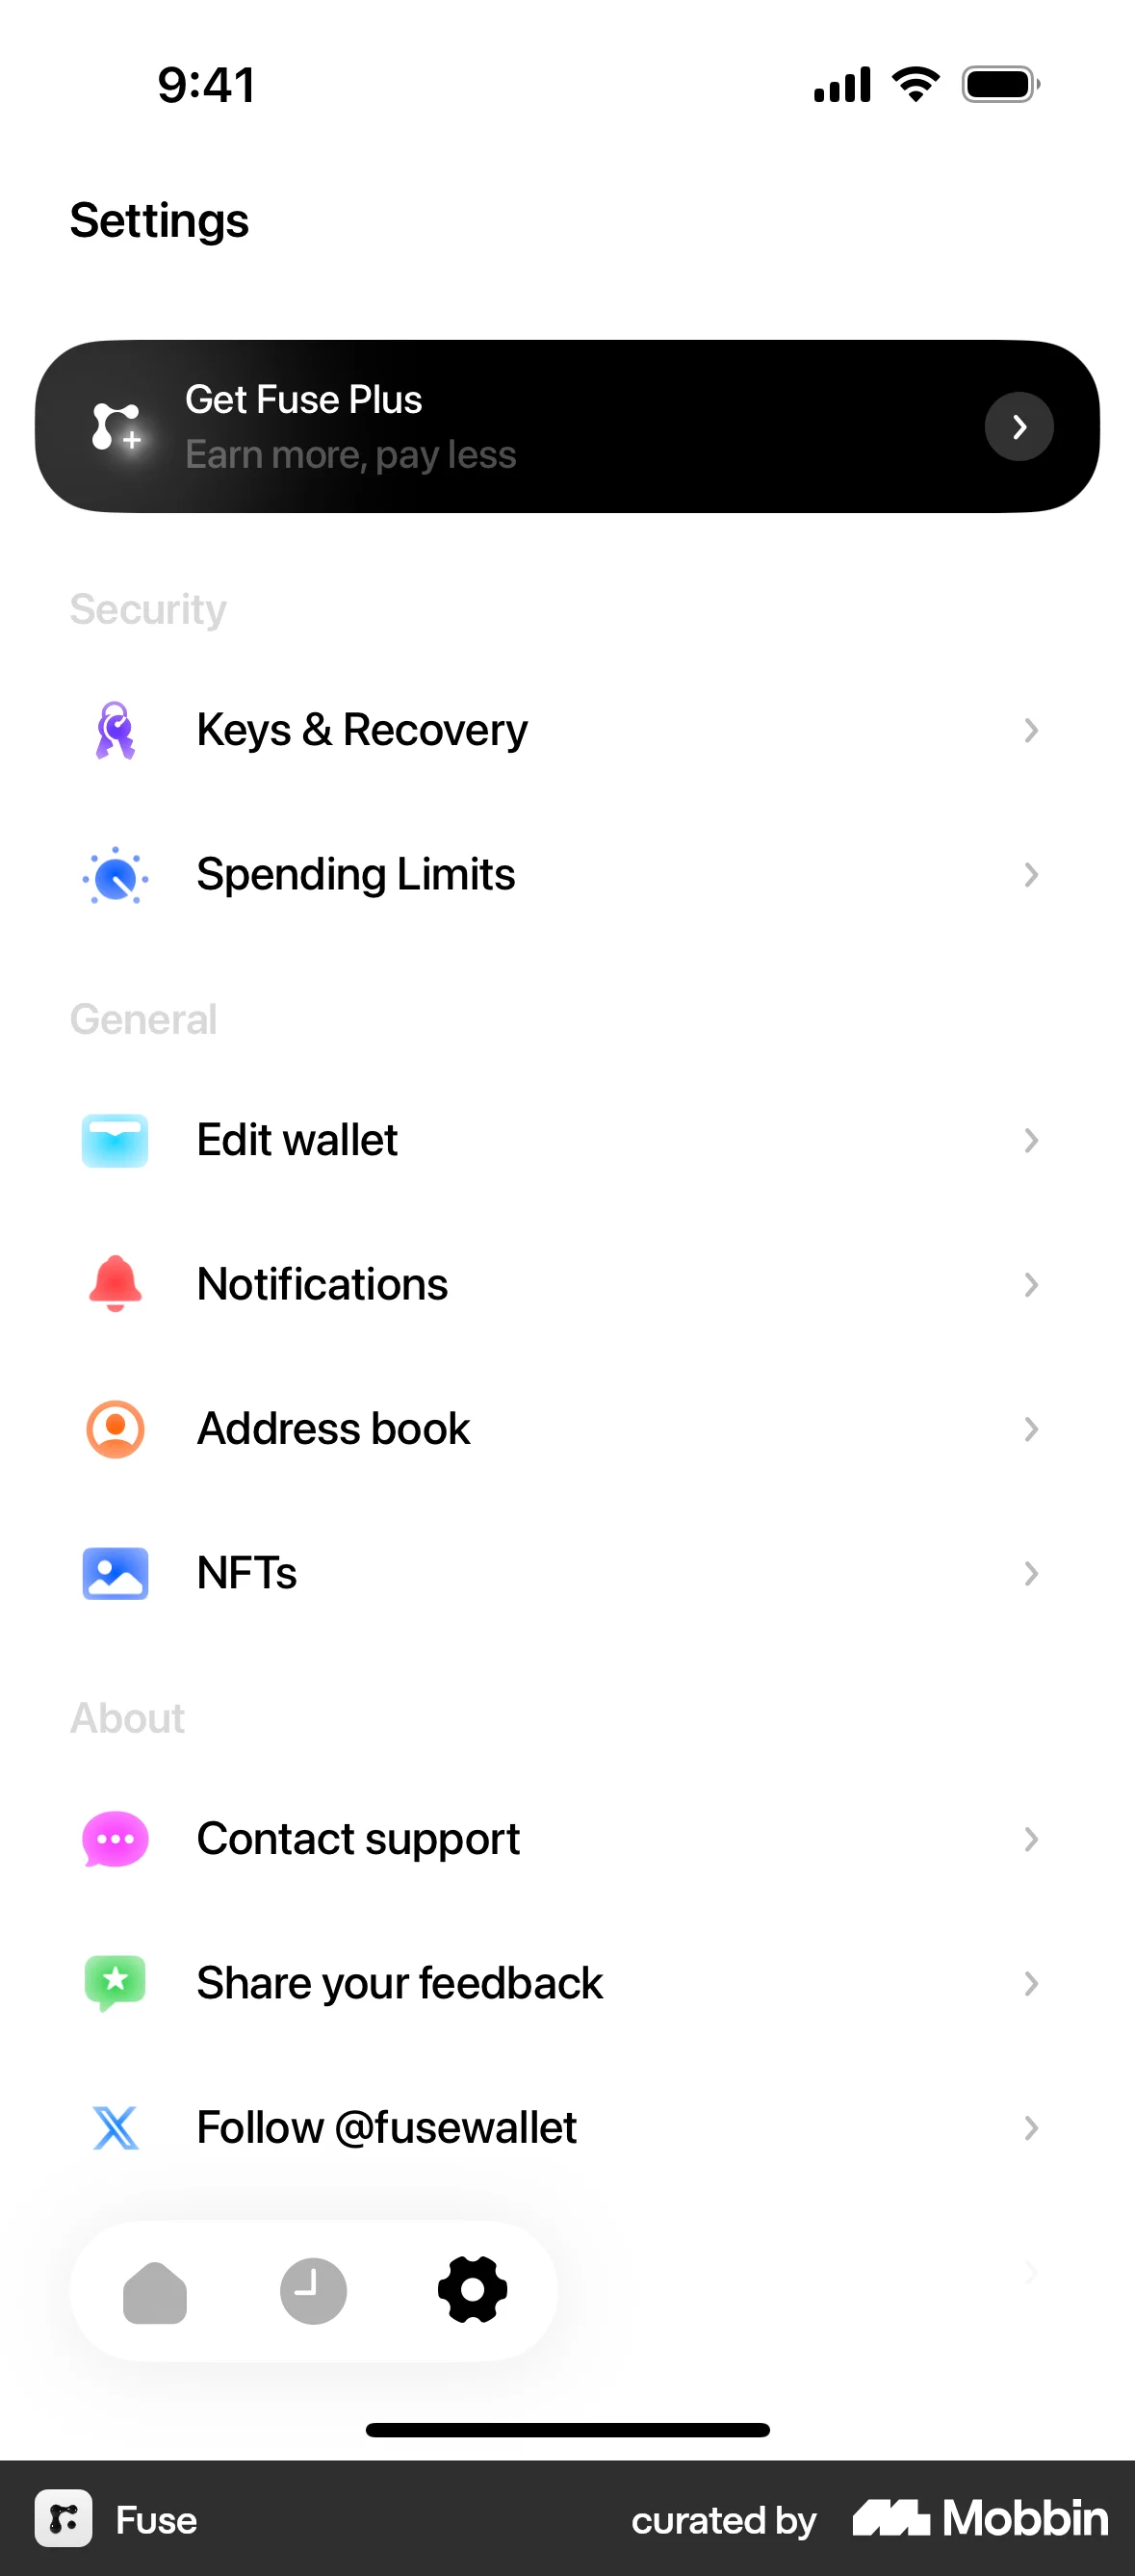 9:41
Settings
Get Fuse Plus
Earn more, pay less
Security
Keys & Recovery
Spending Limits
General
Edit wallet
Notifications
Address book
NFTs
About
Contact support
Share your feedback
Follow @fusewallet
Fuse
curated by Mobbin